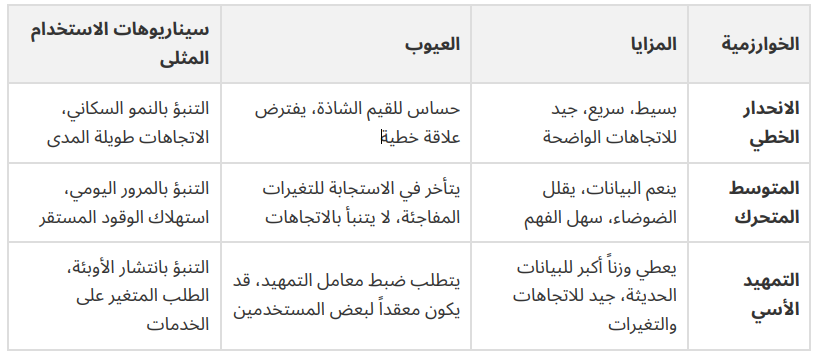 الخوارزمية
المزايا
العيوب
سيناريوهات الاستخدام
المثلى
الانحدار
الخطي
بسيط، سريع، جيد
للاتجاهات الواضحة
حساس للقيم الشاذة، يفترض
علاقة خطية
التنبؤ بالنمو السكاني،
الاتجاهات طويلة المدى
المتوسط
المتحرك
ينعم البيانات، يقلل
الضوضاء، سهل الفهم
يتأخر في الاستجابة للتغيرات
المفاجئة، لا يتنبأ بالاتجاهات
التنبؤ بالمرور اليومي،
استهلاك الوقود المستقر
التمهيد
الأسي
يعطي وزناً أكبر للبيانات
الحديثة، جيد للاتجاهات
والتغيرات
يتطلب ضبط معامل التمهيد، قد
يكون معقداً لبعض المستخدمين
التنبؤ بانتشار الأوبئة،
الطلب المتغير على
الخدمات